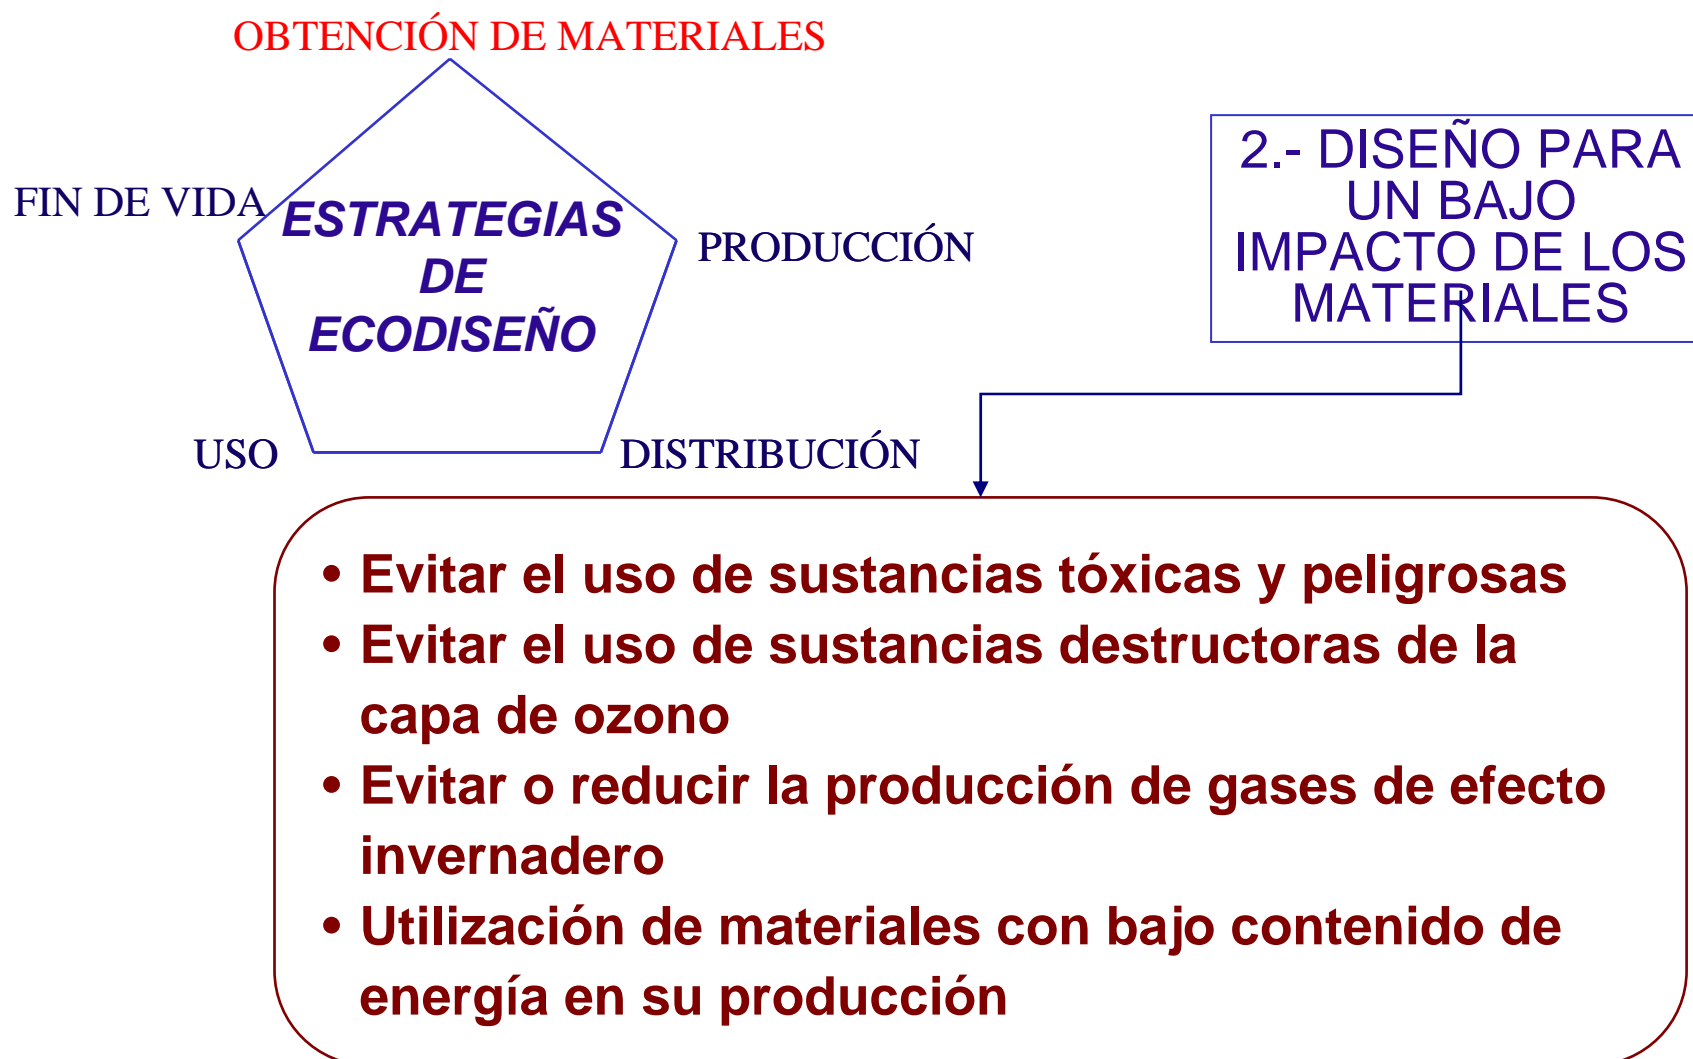 OBTENCIÓN DE MATERIALES
FIN DE VIDA
ESTRATEGIAS
DE
ECODISEÑO
PRODUCCIÓN
USO
DISTRIBUCIÓN
2.- DISEÑO PARA
UN BAJO
IMPACTO DE LOS
MATERIALES
• Evitar el uso de sustancias tóxicas y peligrosas
• Evitar el uso de sustancias destructoras de la
capa de ozono
• Evitar o reducir la producción de gases de efecto
invernadero
• Utilización de materiales con bajo contenido de
energía en su producción